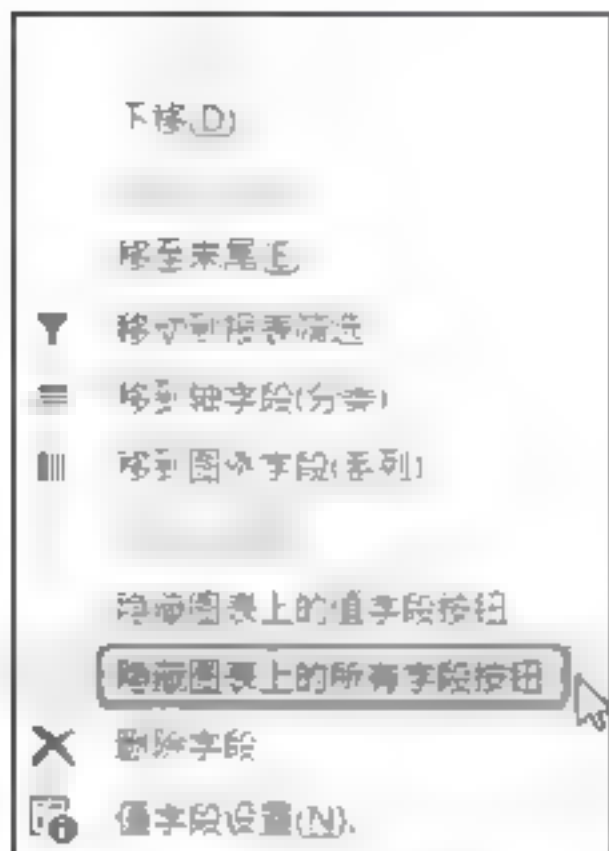 下移(D)
移至末尾(E)
移动到报表筛选
移到轴字段(分类)
移到图例字段(系列)
隐藏图表上的值字段按钮
隐藏图表上的所有字段按钮
删除字段
值字段设置(N)...